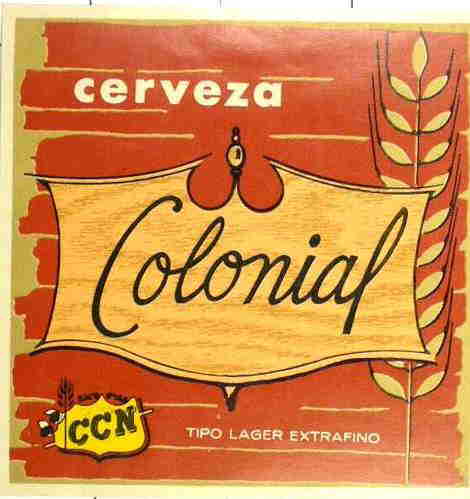 cerveza
Colonial
CCN
TIPO LAGER EXTRAFINO